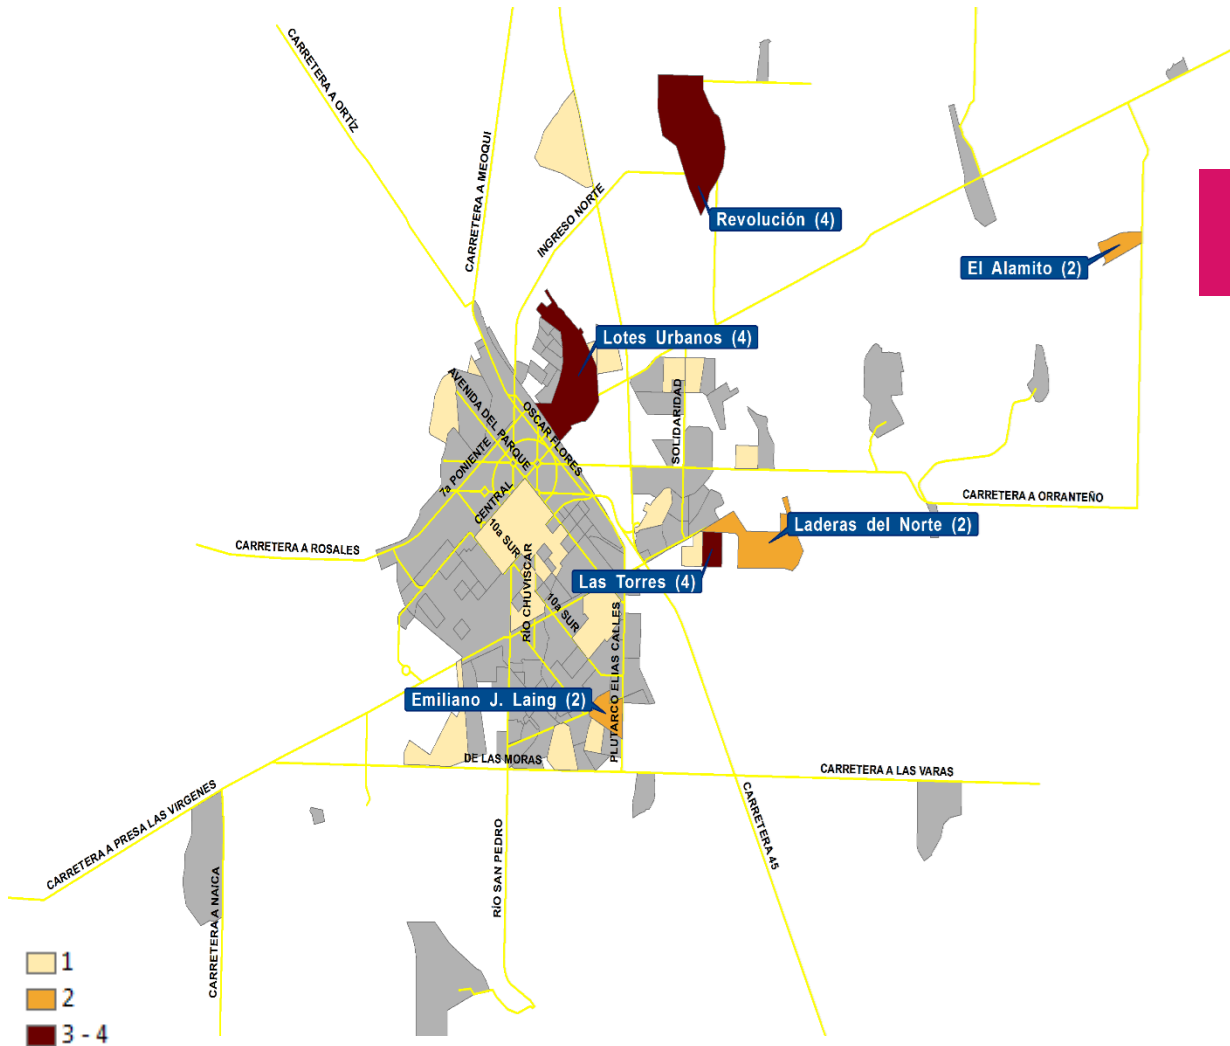 CARRETERA A ORTÍZ
CARRETERA A MEOQUI
INGRESO NORTE
Revolución (4)
El Alamito (2)
Lotes Urbanos (4)
AVENIDA DEL PARQUE
OSCAR FLORES
SOLIDARIDAD
7a PONIENTE
CENTRAL
CARRETERA A ORRANTEÑO
10a SUR
Laderas del Norte (2)
CARRETERA A ROSALES
RÍO CHUVISCAR
Las Torres (4)
10a SUR
PLUTARCO ELIAS CALLES
Emiliano J. Laing (2)
DE LAS MORAS
CARRETERA A LAS VARAS
CARRETERA A PRESA LAS VIRGENES
CARRETERA 45
RÍO SAN PEDRO
CARRETERA A NAICA
1
2
3 - 4